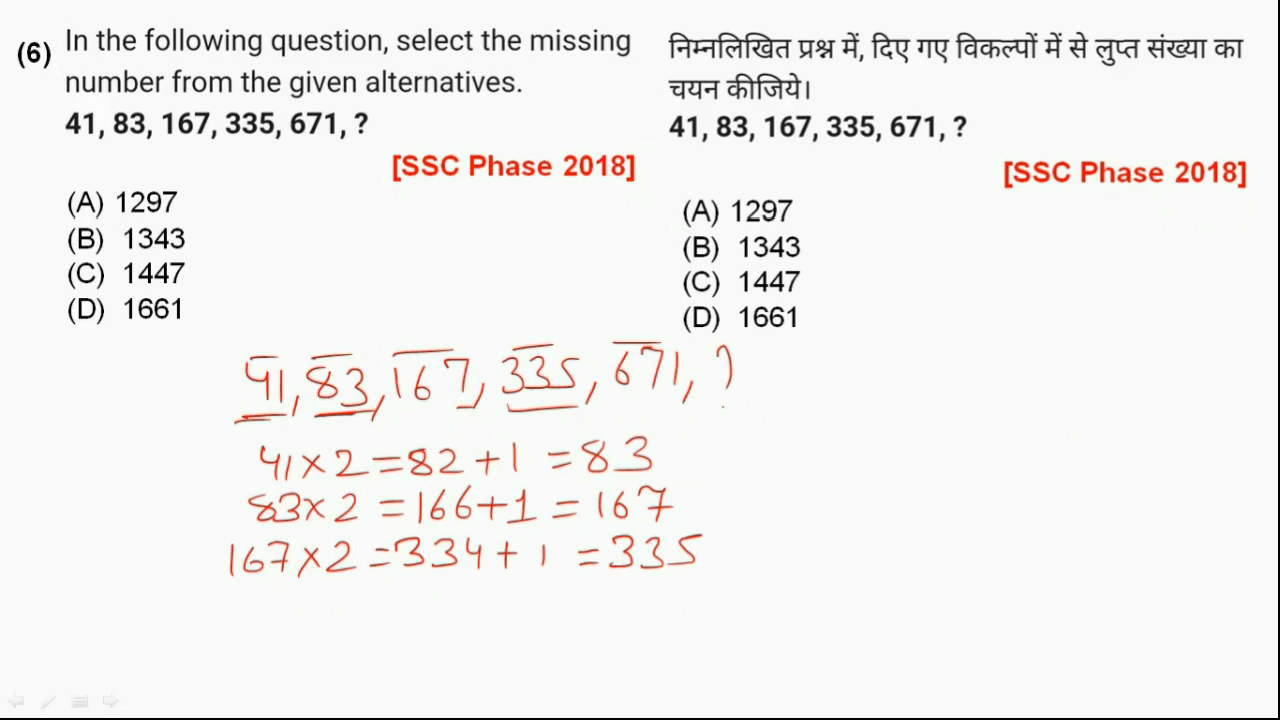 (6) In the following question, select the missing
number from the given alternatives.
41, 83, 167, 335, 671, ?
[SSC Phase 2018]
(A) 1297
(B) 1343
(C) 1447
(D) 1661
निम्नलिखित प्रश्न में, दिए गए विकल्पों में से लुप्त संख्या का
चयन कीजिये।
41, 83, 167, 335, 671, ?
[SSC Phase 2018]
(A) 1297
(B) 1343
(C) 1447
(D) 1661
41, 83, 167, 335, 671, ?
41×2=82+1=83
83×2=166+1=167
167×2=334+1=335